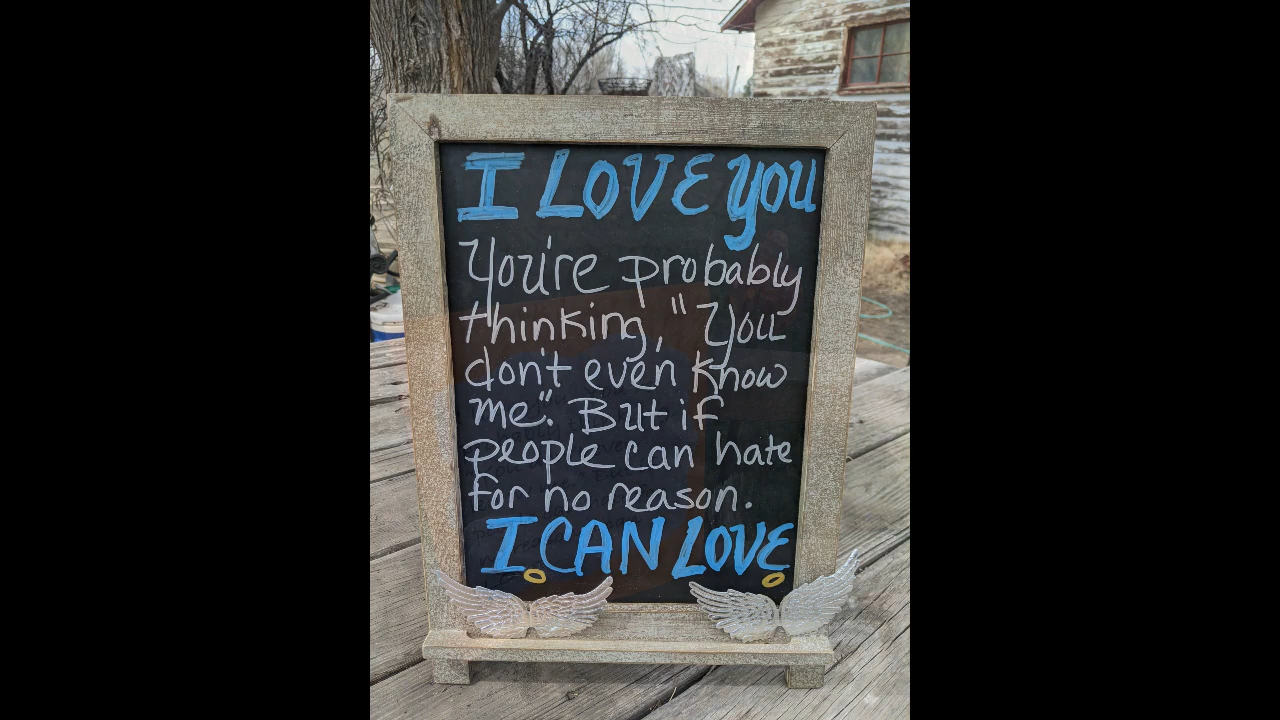 I LOVE YOU
You're probably
thinking, "You
don't even know
me". But if
people can hate
for no reason.
I CAN LOVE